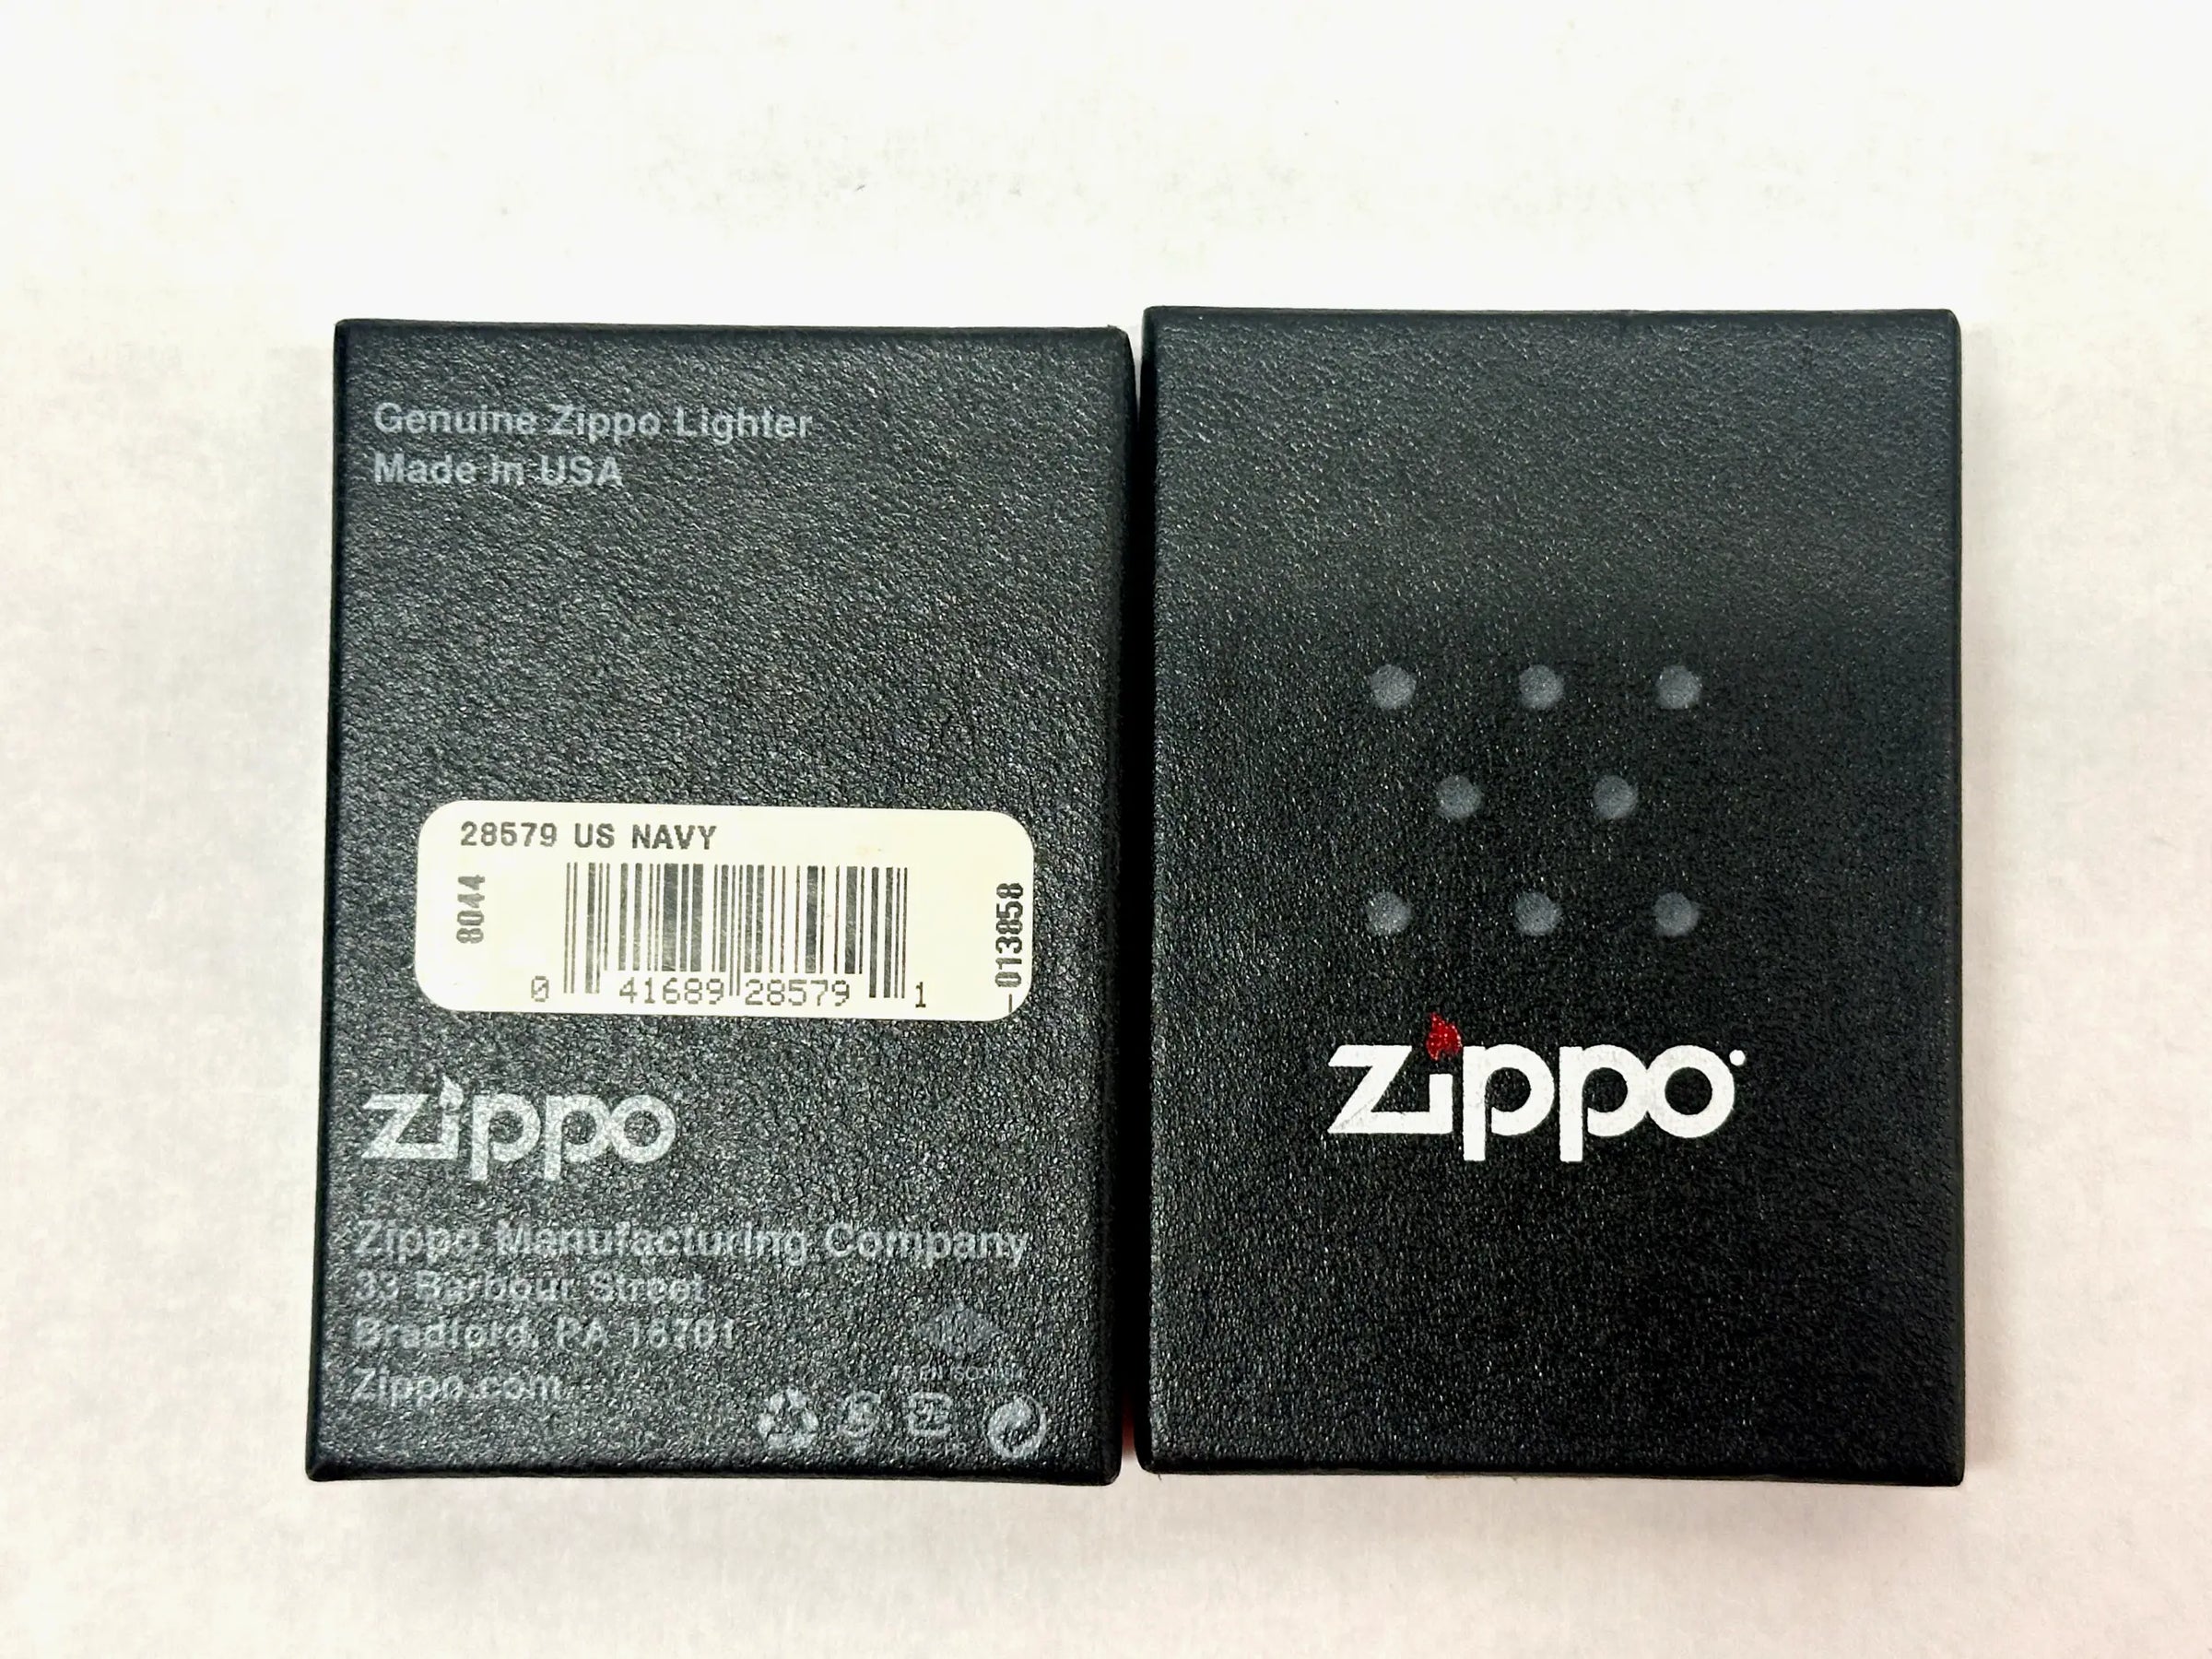 Genuine Zippo Lighter
Made in USA
28579 US NAVY
8044
-013858
0 41689 28579 1
zippo
Zippo Manufacturing Company
33 Barbour Street
Bradford, PA 16701
Zippo.com
zippo